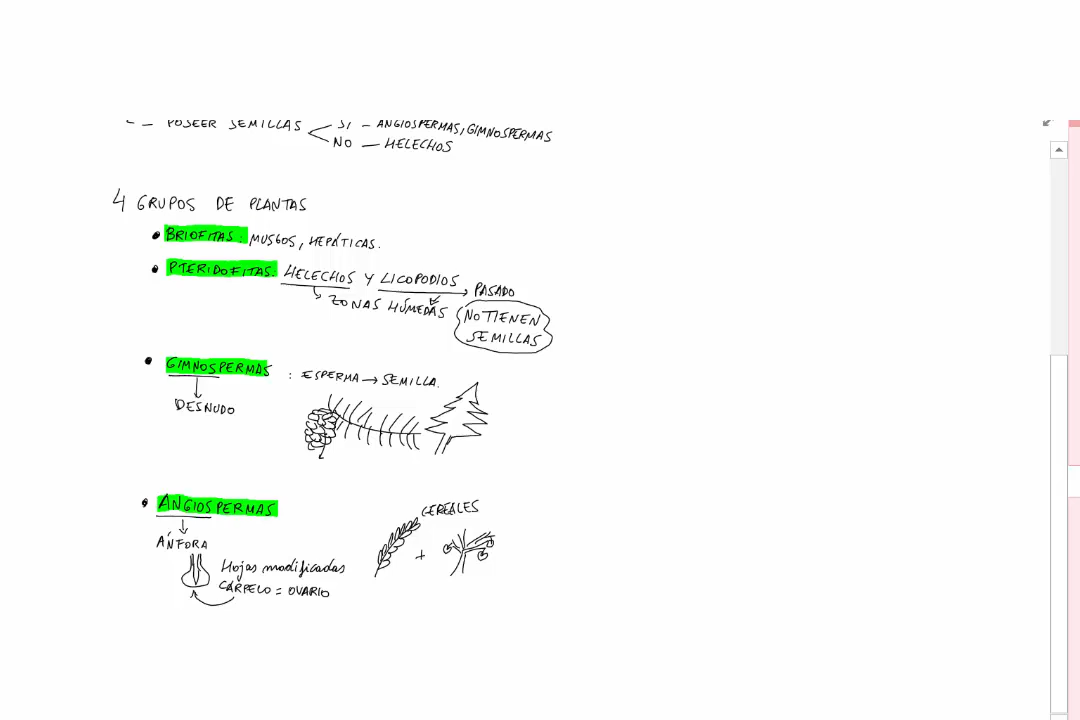 — POSEER SEMILLAS
SI – ANGIOSPERMAS, GIMNOSPERMAS
NO — HELECHOS
4 GRUPOS DE PLANTAS
• BRIOFITAS: MUSGOS, HEPÁTICAS.
• PTERIDOFITAS: HELECHOS Y LICOPODIOS → PASADO
↳ ZONAS HÚMEDAS
NO TIENEN
SEMILLAS
• GIMNOSPERMAS : ESPERMA → SEMILLA.
↓
DESNUDO
• ANGIOSPERMAS
↓
ÁNFORA
CEREALES
+
Hojas modificadas
CÁRPELO = OVARIO